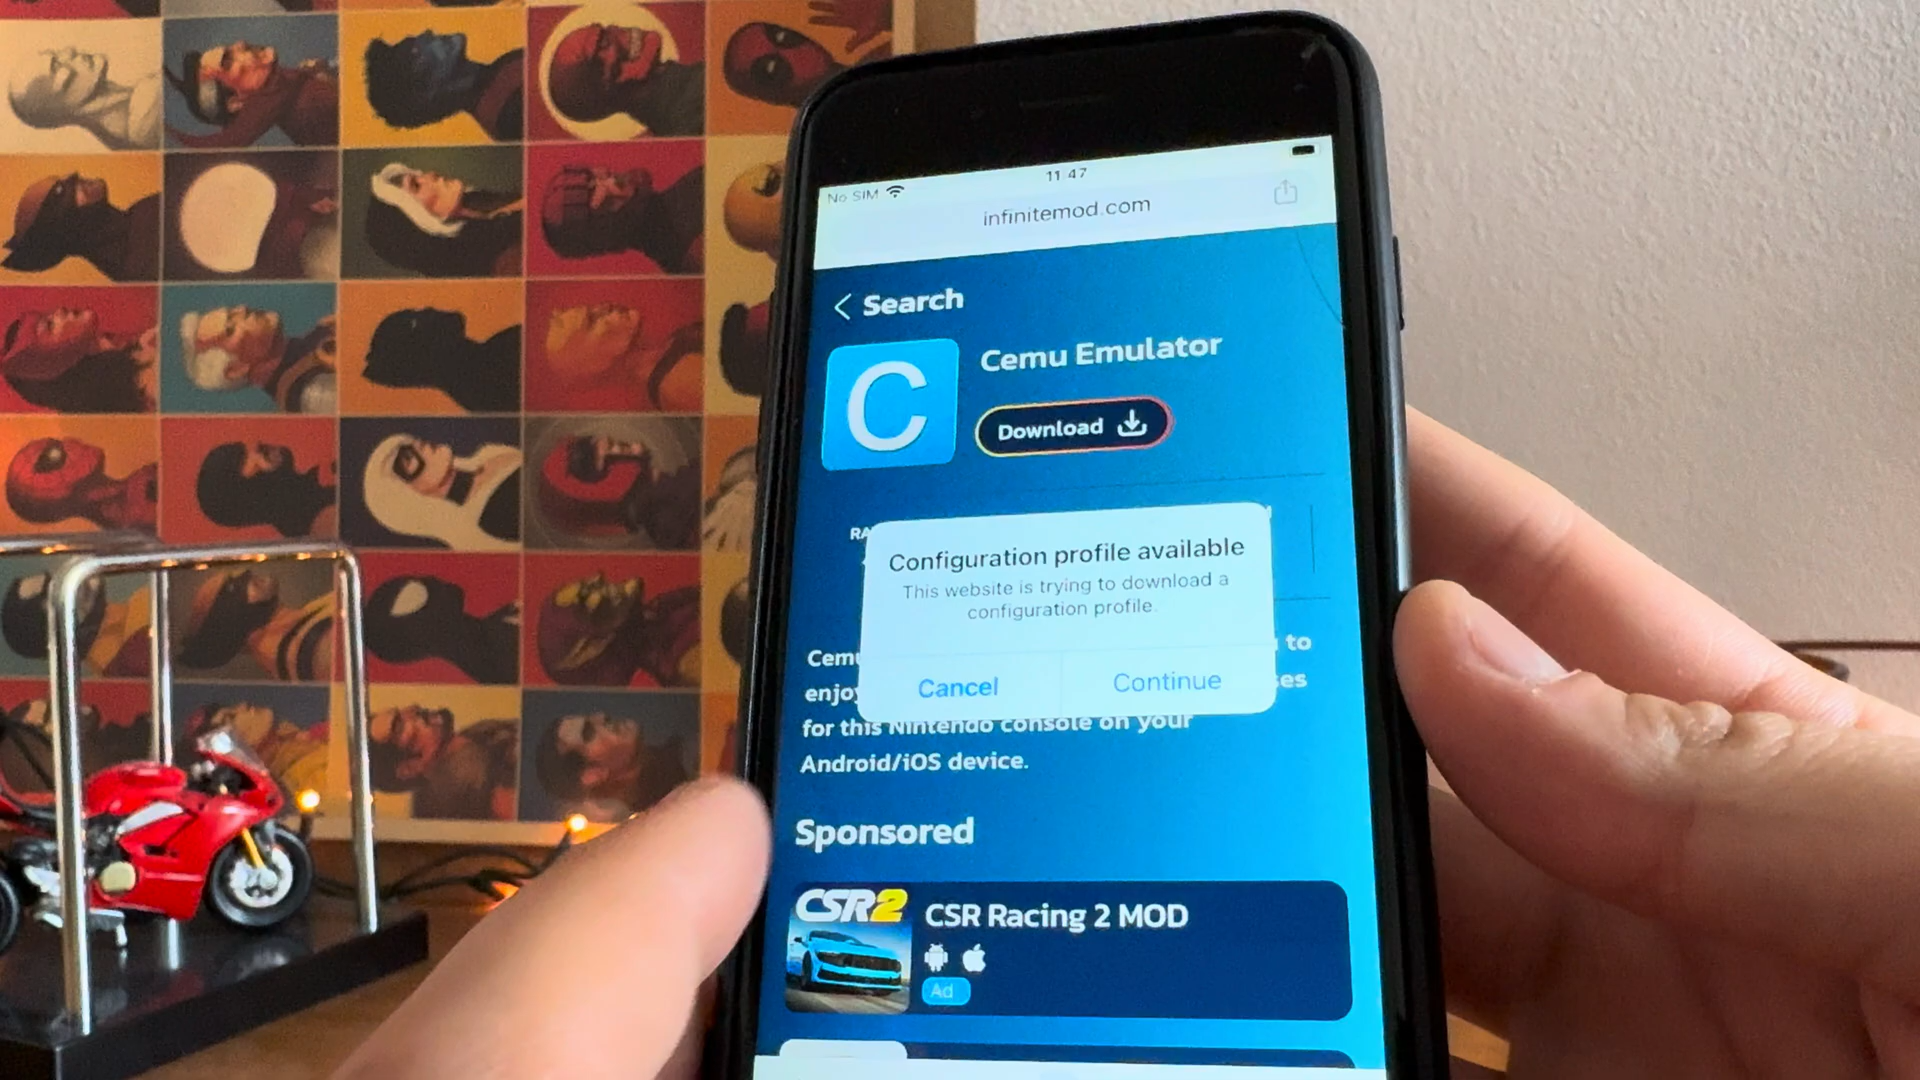 No SIM
11 47
infinitemod.com
Search
C
Cemu Emulator
Download
Configuration profile available
This website is trying to download a
configuration profile.
Cancel
Continue
to
enjoy
for this Nintendo console on your
Android/iOS device.
Sponsored
CSR2
CSR Racing 2 MOD
Ad